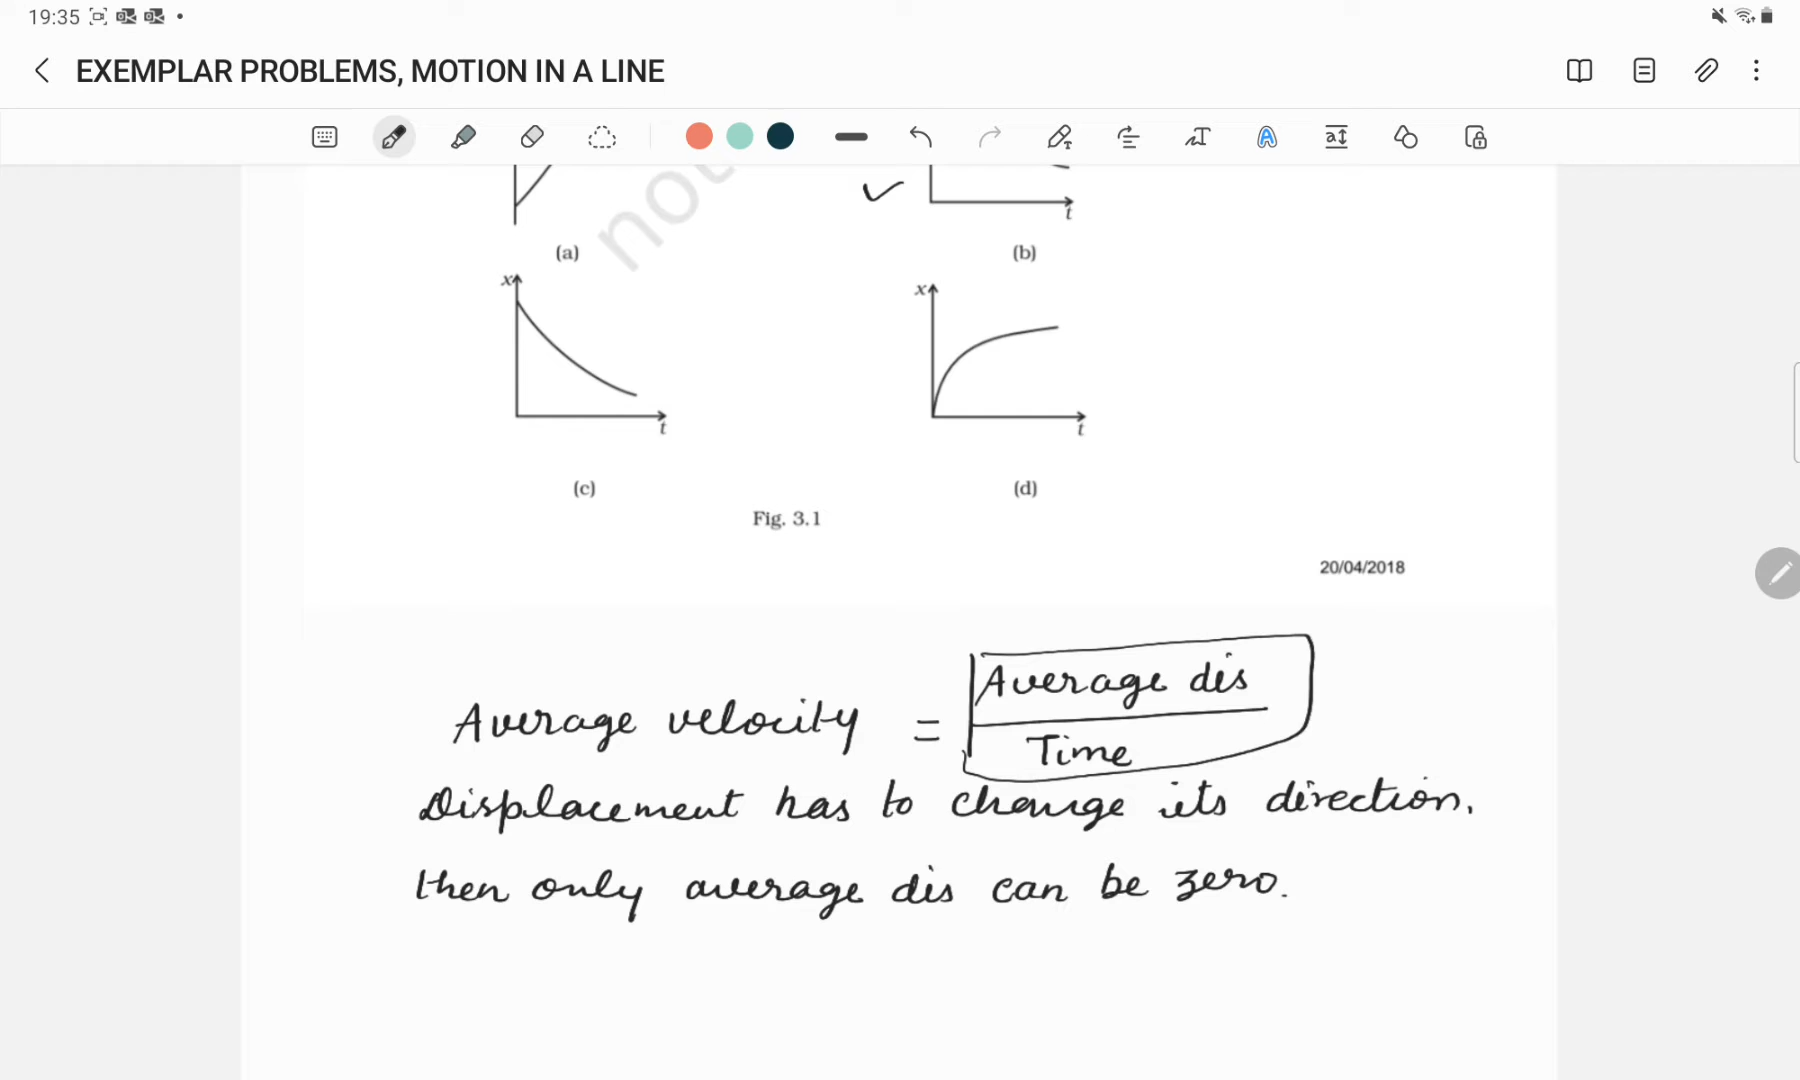 19:35
EXEMPLAR PROBLEMS, MOTION IN A LINE
not
t
(a)
(b)
x
x
t
t
(c)
(d)
Fig. 3.1
20/04/2018
Average velocity = Average dis
Time
Displacement has to change its direction.
then only average dis can be zero.